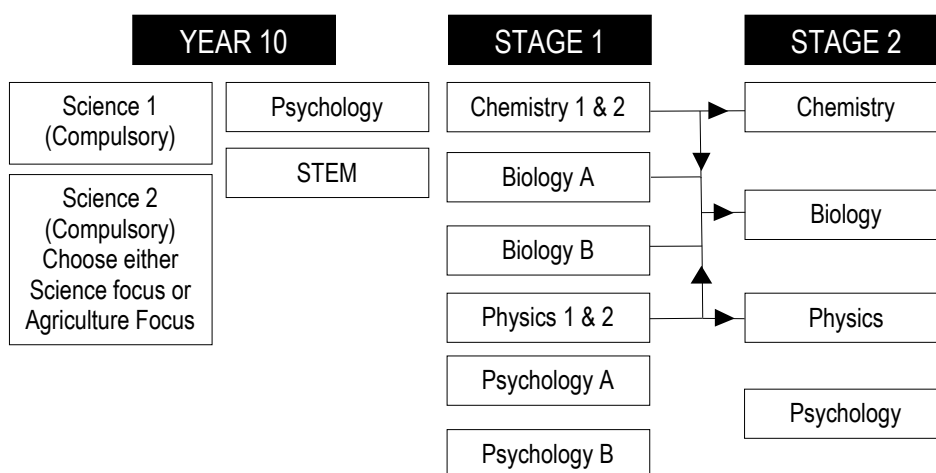 YEAR 10
STAGE 1
STAGE 2
Science 1
(Compulsory)
Psychology
Chemistry 1 & 2
Chemistry
STEM
Biology A
Science 2
(Compulsory)
Choose either
Science focus or
Agriculture Focus
Biology
Biology B
Physics 1 & 2
Physics
Psychology A
Psychology
Psychology B